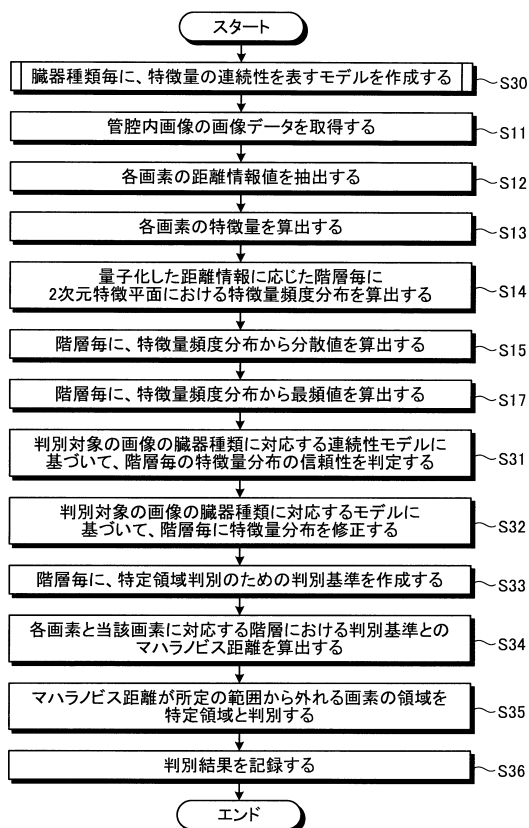 スタート
臓器種類毎に、特徴量の連続性を表すモデルを作成する
S30
管腔内画像の画像データを取得する
S11
各画素の距離情報値を抽出する
S12
各画素の特徴量を算出する
S13
量子化した距離情報に応じた階層毎に
2次元特徴平面における特徴量頻度分布を算出する
S14
階層毎に、特徴量頻度分布から分散値を算出する
S15
階層毎に、特徴量頻度分布から最頻値を算出する
S17
判別対象の画像の臓器種類に対応する連続性モデルに
基づいて、階層毎の特徴量分布の信頼性を判定する
S31
判別対象の画像の臓器種類に対応するモデルに
基づいて、階層毎に特徴量分布を修正する
S32
階層毎に、特定領域判別のための判別基準を作成する
S33
各画素と当該画素に対応する階層における判別基準との
マハラノビス距離を算出する
S34
マハラノビス距離が所定の範囲から外れる画素の領域を
特定領域と判別する
S35
判別結果を記録する
S36
エンド